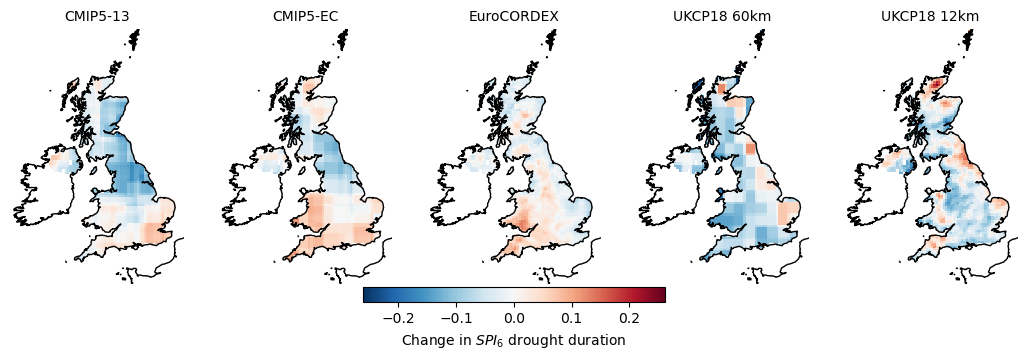 CMIP5-13 CMIP5-EC EuroCORDEX UKCP18 60km UKCP18 12km
−0.2 −0.1 0.0 0.1 0.2
Change in SPI₆ drought duration